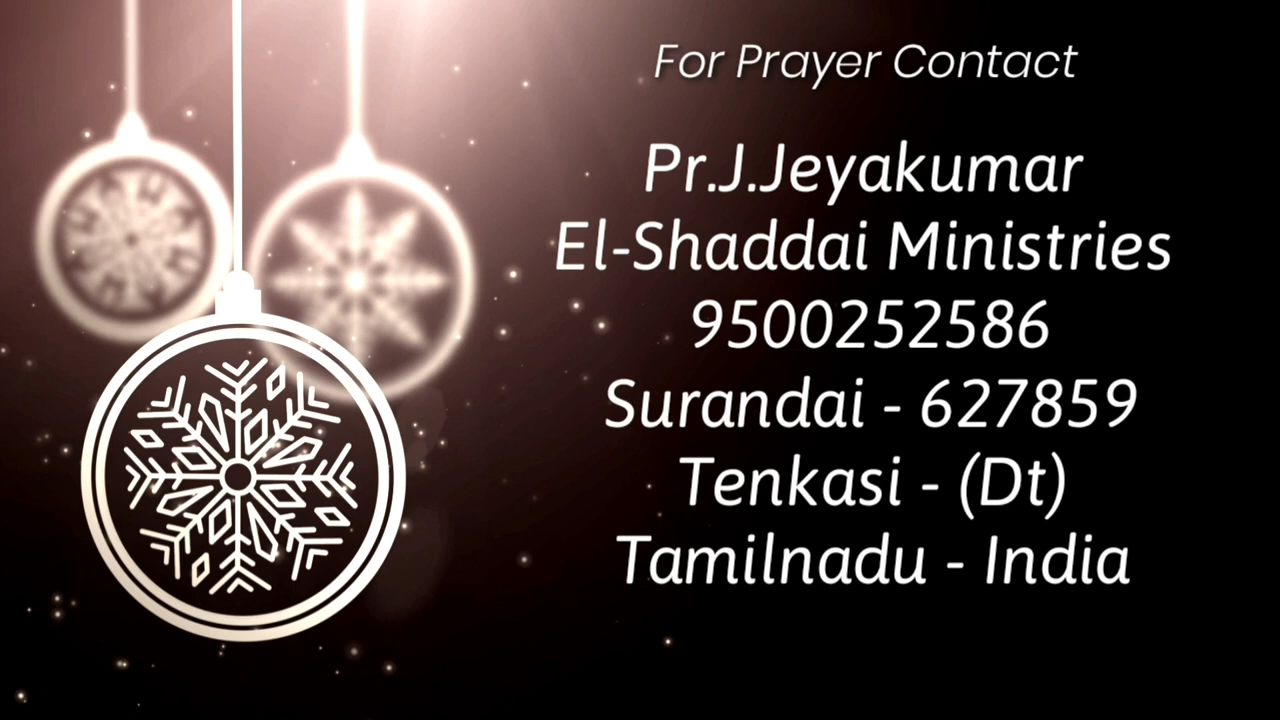 For Prayer Contact
Pr.J.Jeyakumar
El-Shaddai Ministries
9500252586
Surandai - 627859
Tenkasi - (Dt)
Tamilnadu - India